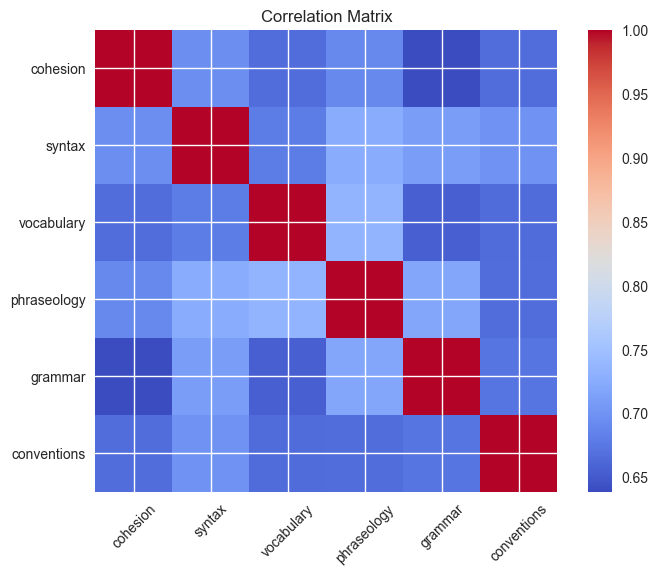 Correlation Matrix
cohesion
syntax
vocabulary
phraseology
grammar
conventions
cohesion
syntax
vocabulary
phraseology
grammar
conventions
1.00
0.95
0.90
0.85
0.80
0.75
0.70
0.65